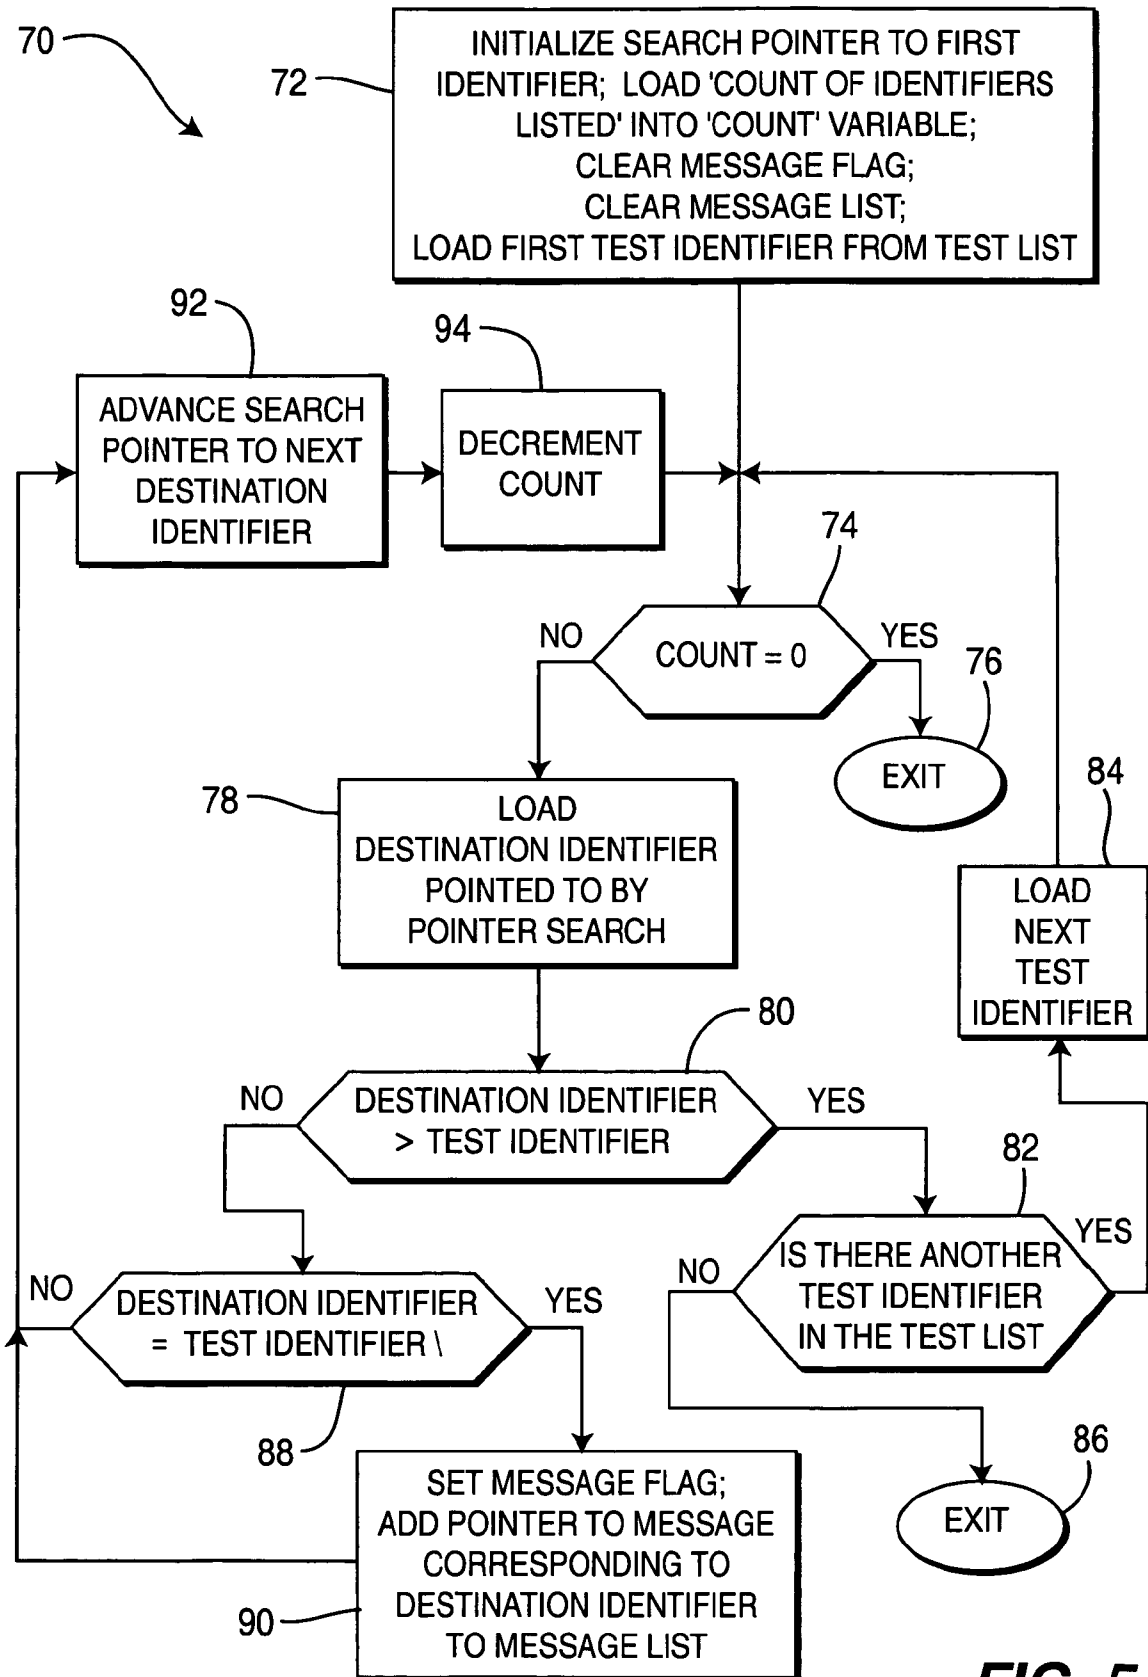 70
72
INITIALIZE SEARCH POINTER TO FIRST
IDENTIFIER; LOAD 'COUNT OF IDENTIFIERS
LISTED' INTO 'COUNT' VARIABLE;
CLEAR MESSAGE FLAG;
CLEAR MESSAGE LIST;
LOAD FIRST TEST IDENTIFIER FROM TEST LIST
92
94
ADVANCE SEARCH
POINTER TO NEXT
DESTINATION
IDENTIFIER
DECREMENT
COUNT
74
NO
COUNT = 0
YES
76
EXIT
78
LOAD
DESTINATION IDENTIFIER
POINTED TO BY
POINTER SEARCH
84
LOAD
NEXT
TEST
IDENTIFIER
80
NO
DESTINATION IDENTIFIER
> TEST IDENTIFIER
YES
82
NO
IS THERE ANOTHER
TEST IDENTIFIER
IN THE TEST LIST
YES
NO
DESTINATION IDENTIFIER
= TEST IDENTIFIER \
YES
88
86
EXIT
90
SET MESSAGE FLAG;
ADD POINTER TO MESSAGE
CORRESPONDING TO
DESTINATION IDENTIFIER
TO MESSAGE LIST
FIG. 5